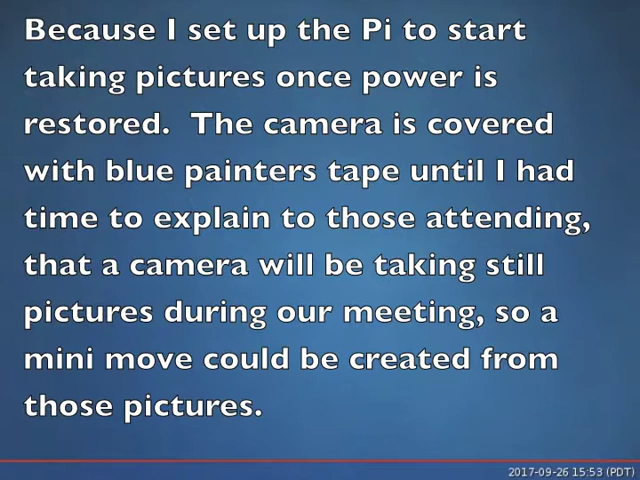 Because I set up the Pi to start
taking pictures once power is
restored.  The camera is covered
with blue painters tape until I had
time to explain to those attending,
that a camera will be taking still
pictures during our meeting, so a
mini move could be created from
those pictures.
2017-09-26 15:53 (PDT)